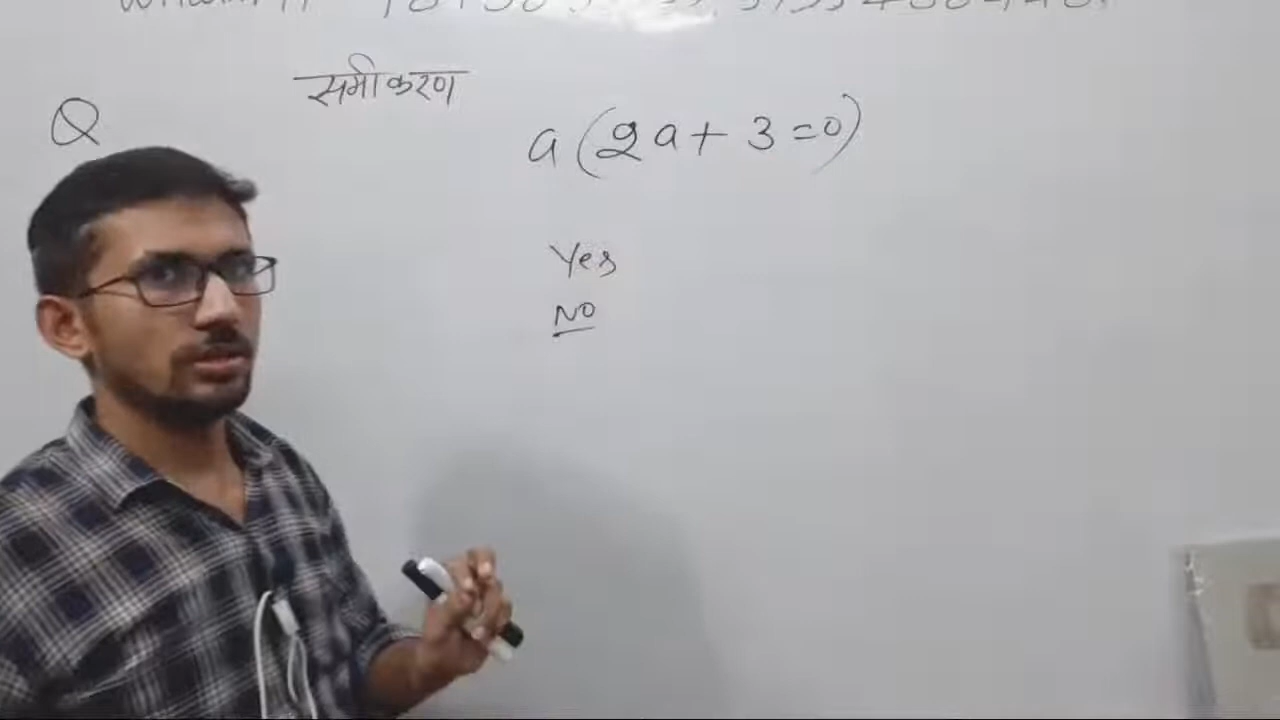 Q समीकरण a (2a + 3 = 0)
Yes
No